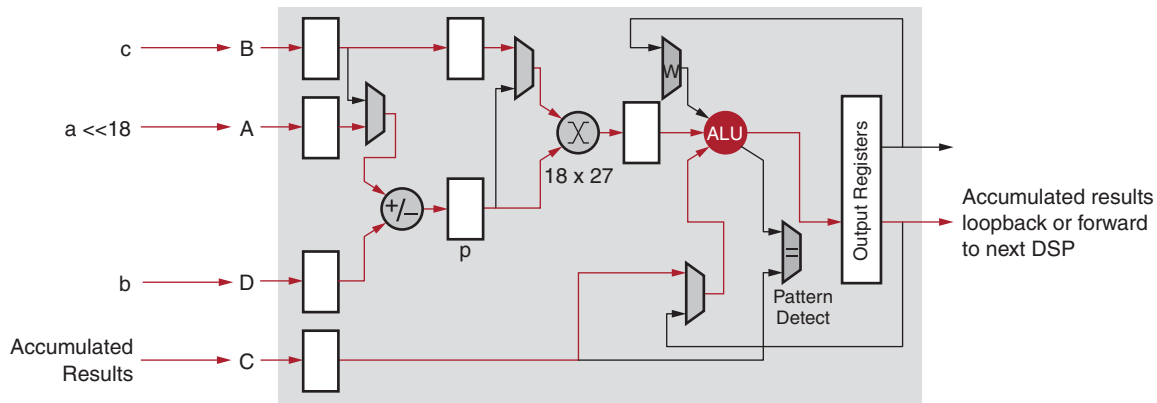 c
B
a <<18
A
b
D
Accumulated
Results
C
+/−
p
18 x 27
W
ALU
=
Pattern
Detect
Output Registers
Accumulated results
loopback or forward
to next DSP